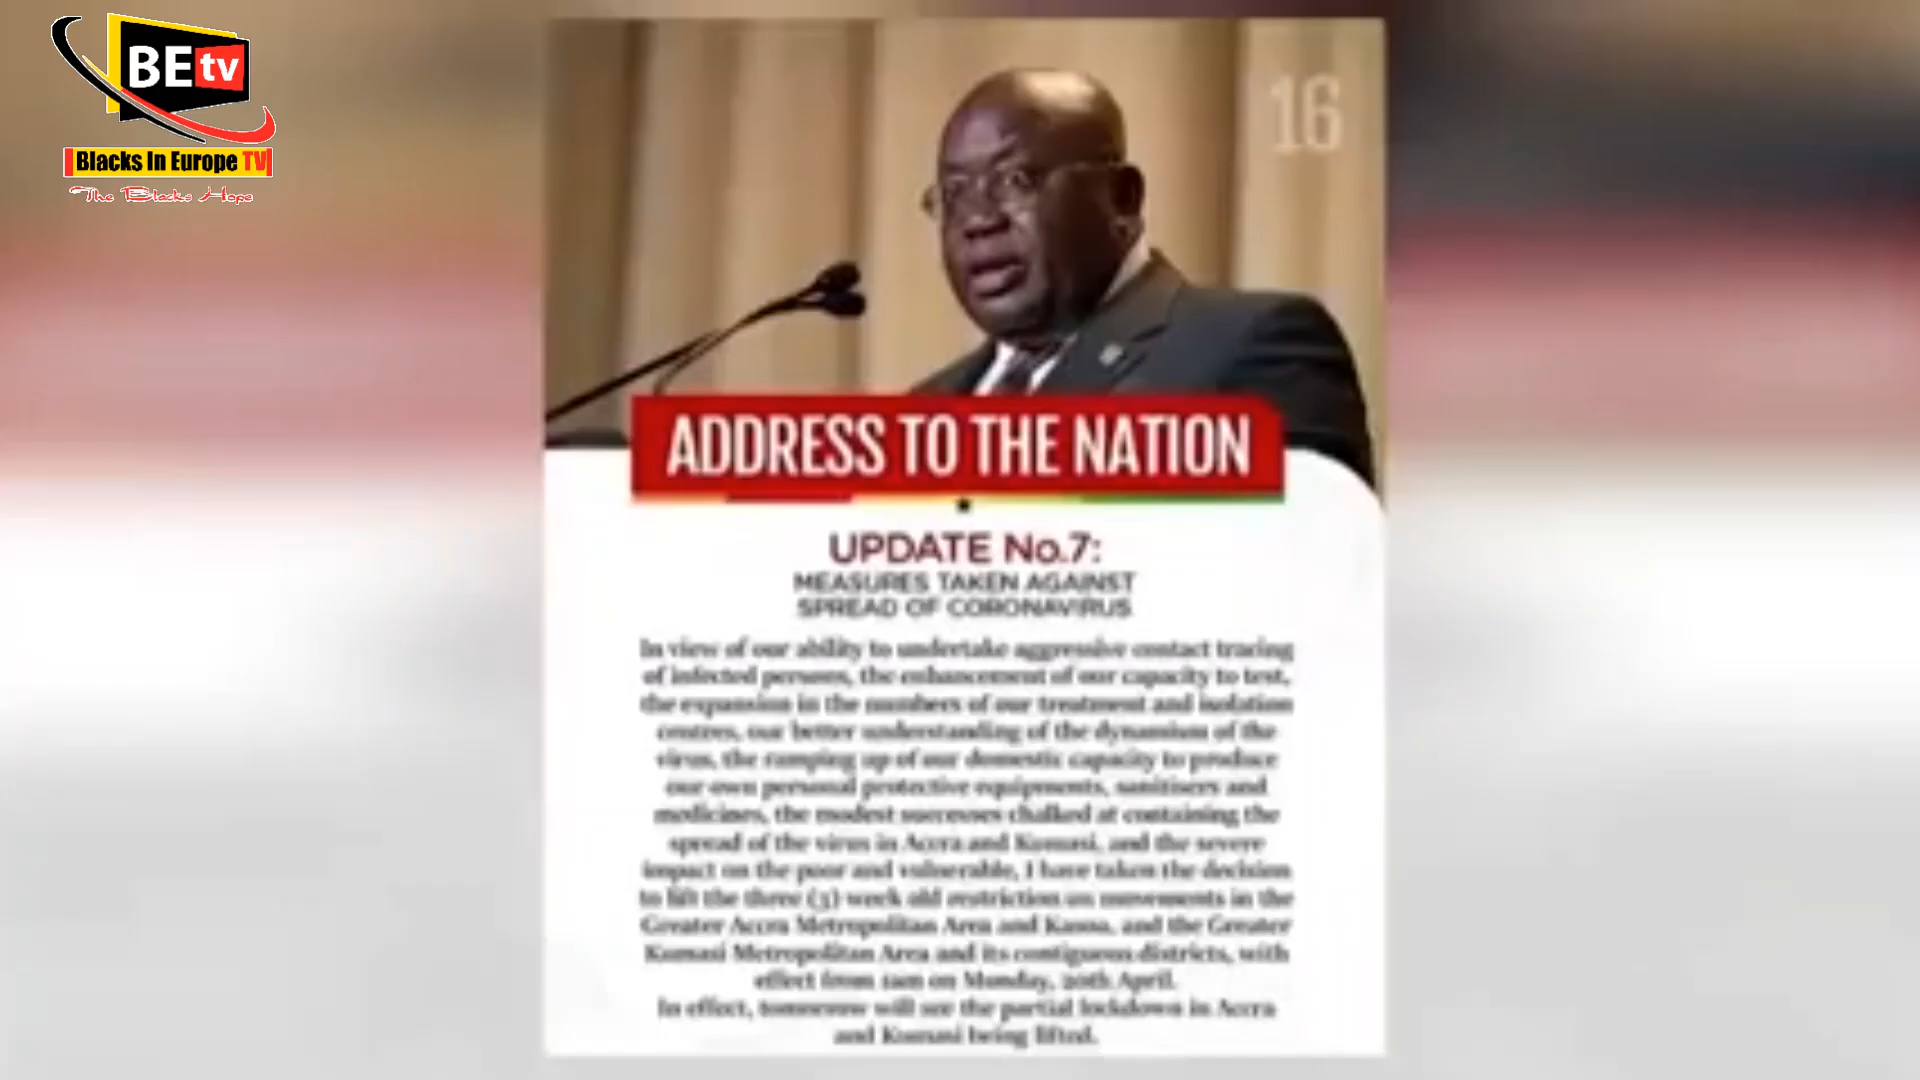 BE tv
Blacks In Europe TV
The Blacks Hope
16
ADDRESS TO THE NATION
UPDATE No.7:
MEASURES TAKEN AGAINST
SPREAD OF CORONAVIRUS
In view of our ability to undertake aggressive contact tracing
of infected persons, the enhancement of our capacity to test,
the expansion in the numbers of our treatment and isolation
centres, our better understanding of the dynamism of the
virus, the ramping up of our domestic capacity to produce
our own personal protective equipments, sanitisers and
medicines, the modest successes chalked at containing the
spread of the virus in Accra and Kumasi, and the severe
impact on the poor and vulnerable, I have taken the decision
to lift the three (3) week old restriction on movements in the
Greater Accra Metropolitan Area and Kasoa, and the Greater
Kumasi Metropolitan Area and its contiguous districts, with
effect from 1am on Monday, 20th April.
In effect, tomorrow will see the partial lockdown in Accra
and Kumasi being lifted.